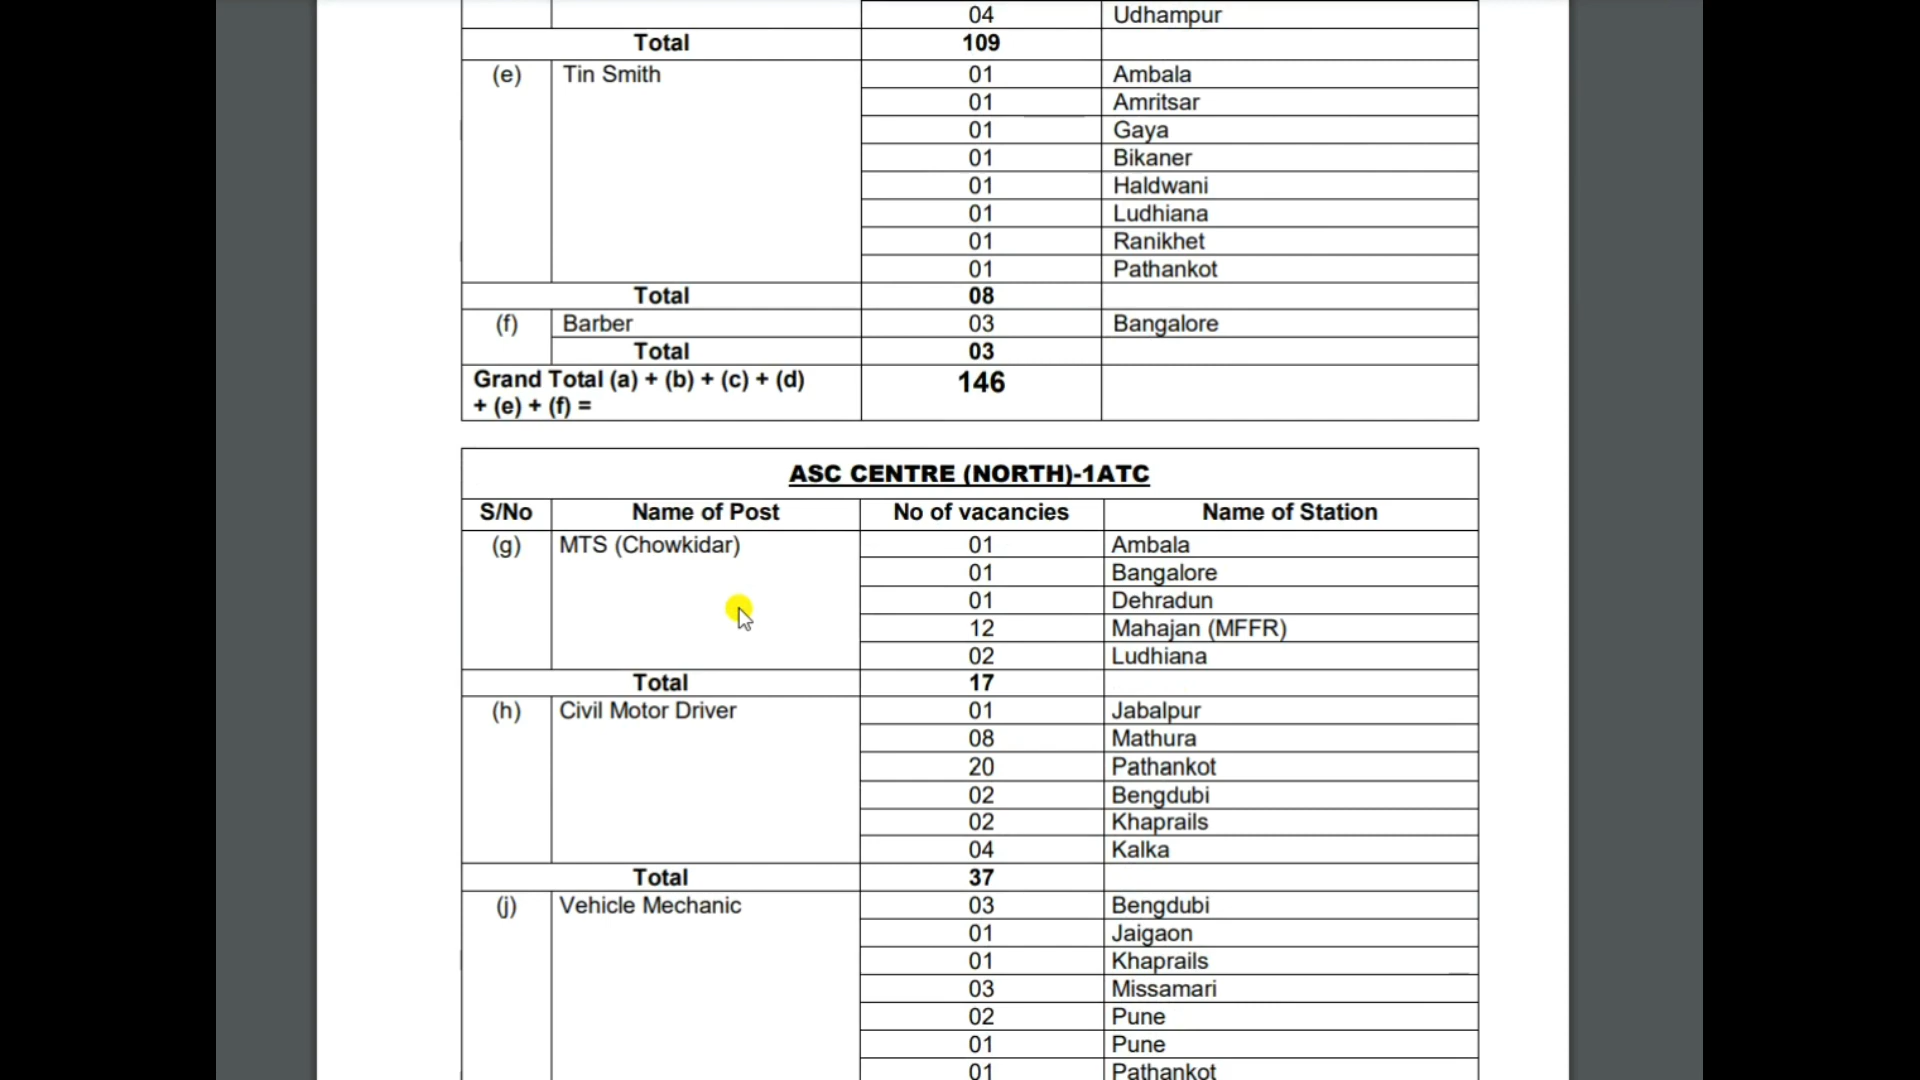 04 Udhampur
Total 109
(e) Tin Smith 01 Ambala
01 Amritsar
01 Gaya
01 Bikaner
01 Haldwani
01 Ludhiana
01 Ranikhet
01 Pathankot
Total 08
(f) Barber 03 Bangalore
Total 03
Grand Total (a) + (b) + (c) + (d) 146
+ (e) + (f) =
ASC CENTRE (NORTH)-1ATC
S/No Name of Post No of vacancies Name of Station
(g) MTS (Chowkidar) 01 Ambala
01 Bangalore
01 Dehradun
12 Mahajan (MFFR)
02 Ludhiana
Total 17
(h) Civil Motor Driver 01 Jabalpur
08 Mathura
20 Pathankot
02 Bengdubi
02 Khaprails
04 Kalka
Total 37
(j) Vehicle Mechanic 03 Bengdubi
01 Jaigaon
01 Khaprails
03 Missamari
02 Pune
01 Pune
01 Pathankot